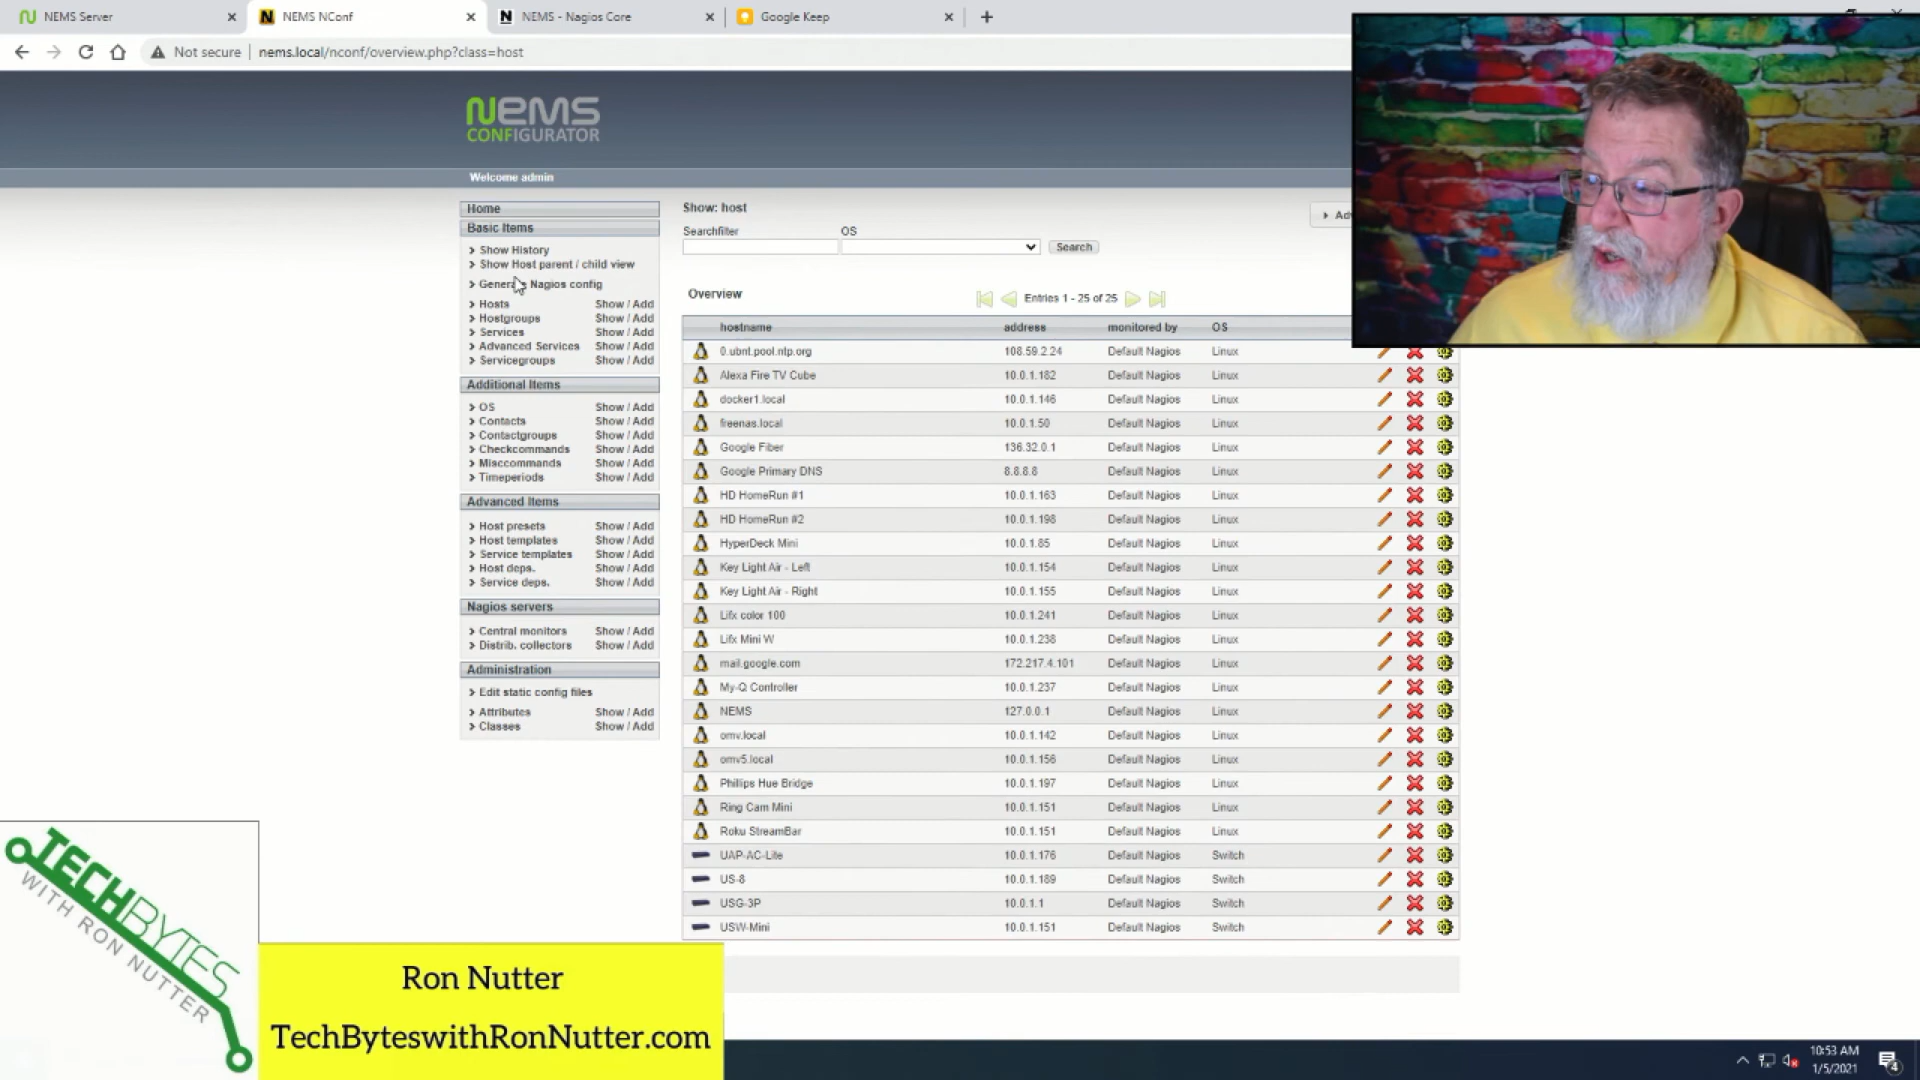 NEMS Server
NEMS NConf
NEMS - Nagios Core
Google Keep
Not secure
nems.local/nconf/overview.php?class=host
NEMS
CONFIGURATOR
Welcome admin
Home
Basic Items
Show History
Show Host parent / child view
Generate Nagios config
Hosts Show / Add
Hostgroups Show / Add
Services Show / Add
Advanced Services Show / Add
Servicegroups Show / Add
Additional Items
OS Show / Add
Contacts Show / Add
Contactgroups Show / Add
Checkcommands Show / Add
Misccommands Show / Add
Timeperiods Show / Add
Advanced Items
Host presets Show / Add
Host templates Show / Add
Service templates Show / Add
Host deps. Show / Add
Service deps. Show / Add
Nagios servers
Central monitors Show / Add
Distrib. collectors Show / Add
Administration
Edit static config files
Attributes Show / Add
Classes Show / Add
Show: host
Searchfilter OS
Search
Overview
Entries 1 - 25 of 25
hostname address monitored by OS
0.ubnt.pool.ntp.org 108.59.2.24 Default Nagios Linux
Alexa Fire TV Cube 10.0.1.182 Default Nagios Linux
docker1.local 10.0.1.146 Default Nagios Linux
freenas.local 10.0.1.50 Default Nagios Linux
Google Fiber 136.32.0.1 Default Nagios Linux
Google Primary DNS 8.8.8.8 Default Nagios Linux
HD HomeRun #1 10.0.1.163 Default Nagios Linux
HD HomeRun #2 10.0.1.198 Default Nagios Linux
HyperDeck Mini 10.0.1.85 Default Nagios Linux
Key Light Air - Left 10.0.1.154 Default Nagios Linux
Key Light Air - Right 10.0.1.155 Default Nagios Linux
Lifx color 100 10.0.1.241 Default Nagios Linux
Lifx Mini W 10.0.1.238 Default Nagios Linux
mail.google.com 172.217.4.101 Default Nagios Linux
My-Q Controller 10.0.1.237 Default Nagios Linux
NEMS 127.0.0.1 Default Nagios Linux
omv.local 10.0.1.142 Default Nagios Linux
omv5.local 10.0.1.156 Default Nagios Linux
Phillips Hue Bridge 10.0.1.197 Default Nagios Linux
Ring Cam Mini 10.0.1.151 Default Nagios Linux
Roku StreamBar 10.0.1.151 Default Nagios Linux
UAP-AC-Lite 10.0.1.176 Default Nagios Switch
US-8 10.0.1.189 Default Nagios Switch
USG-3P 10.0.1.1 Default Nagios Switch
USW-Mini 10.0.1.151 Default Nagios Switch
TECHBYTES
WITH RON NUTTER
Ron Nutter
TechByteswithRonNutter.com
10:53 AM
1/5/2021
4